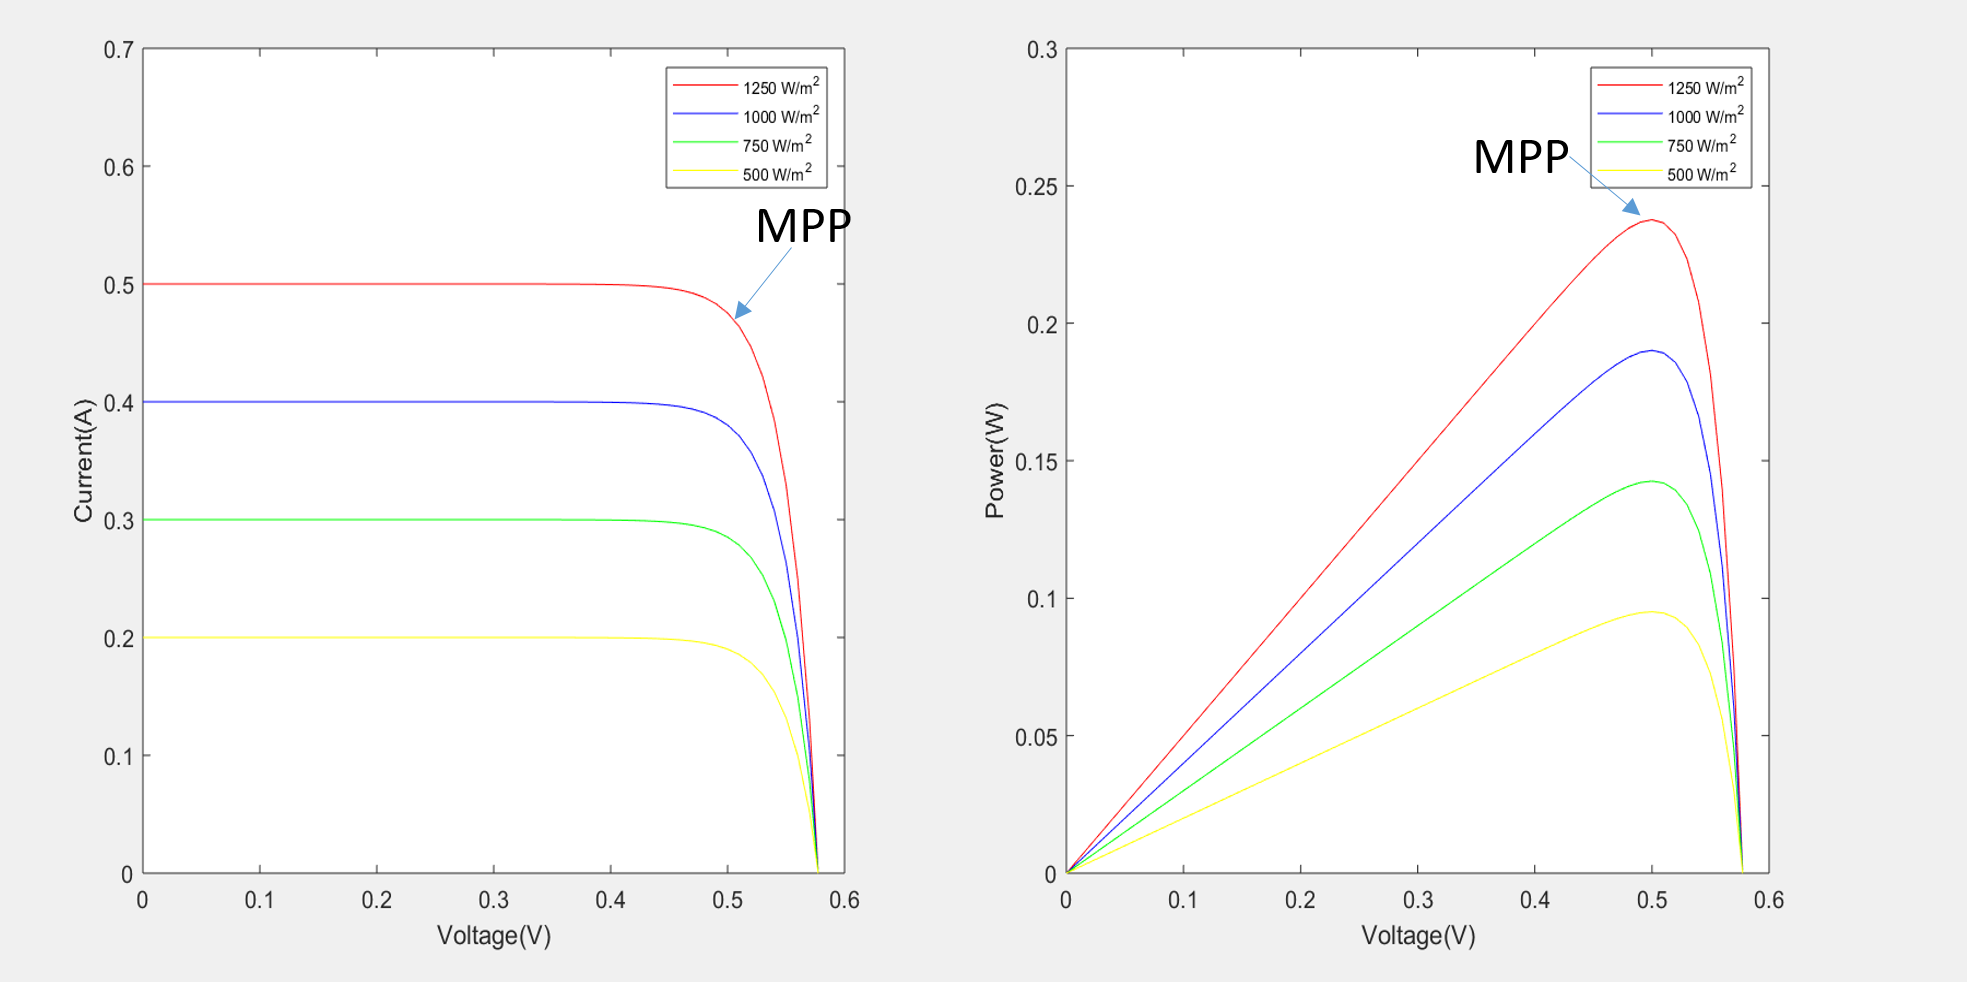 0.7
0.6
0.5
0.4
0.3
0.2
0.1
0
Current(A)
0 0.1 0.2 0.3 0.4 0.5 0.6
Voltage(V)
1250 W/m²
1000 W/m²
750 W/m²
500 W/m²
MPP
0.3
0.25
0.2
0.15
0.1
0.05
0
Power(W)
0 0.1 0.2 0.3 0.4 0.5 0.6
Voltage(V)
1250 W/m²
1000 W/m²
750 W/m²
500 W/m²
MPP